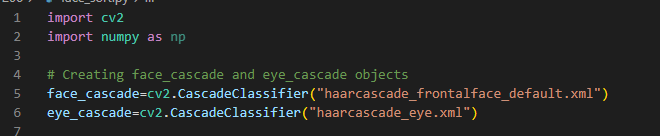 import cv2
import numpy as np
# Creating face_cascade and eye_cascade objects
face_cascade=cv2.CascadeClassifier("haarcascade_frontalface_default.xml")
eye_cascade=cv2.CascadeClassifier("haarcascade_eye.xml")
1
2
3
4
5
6
7